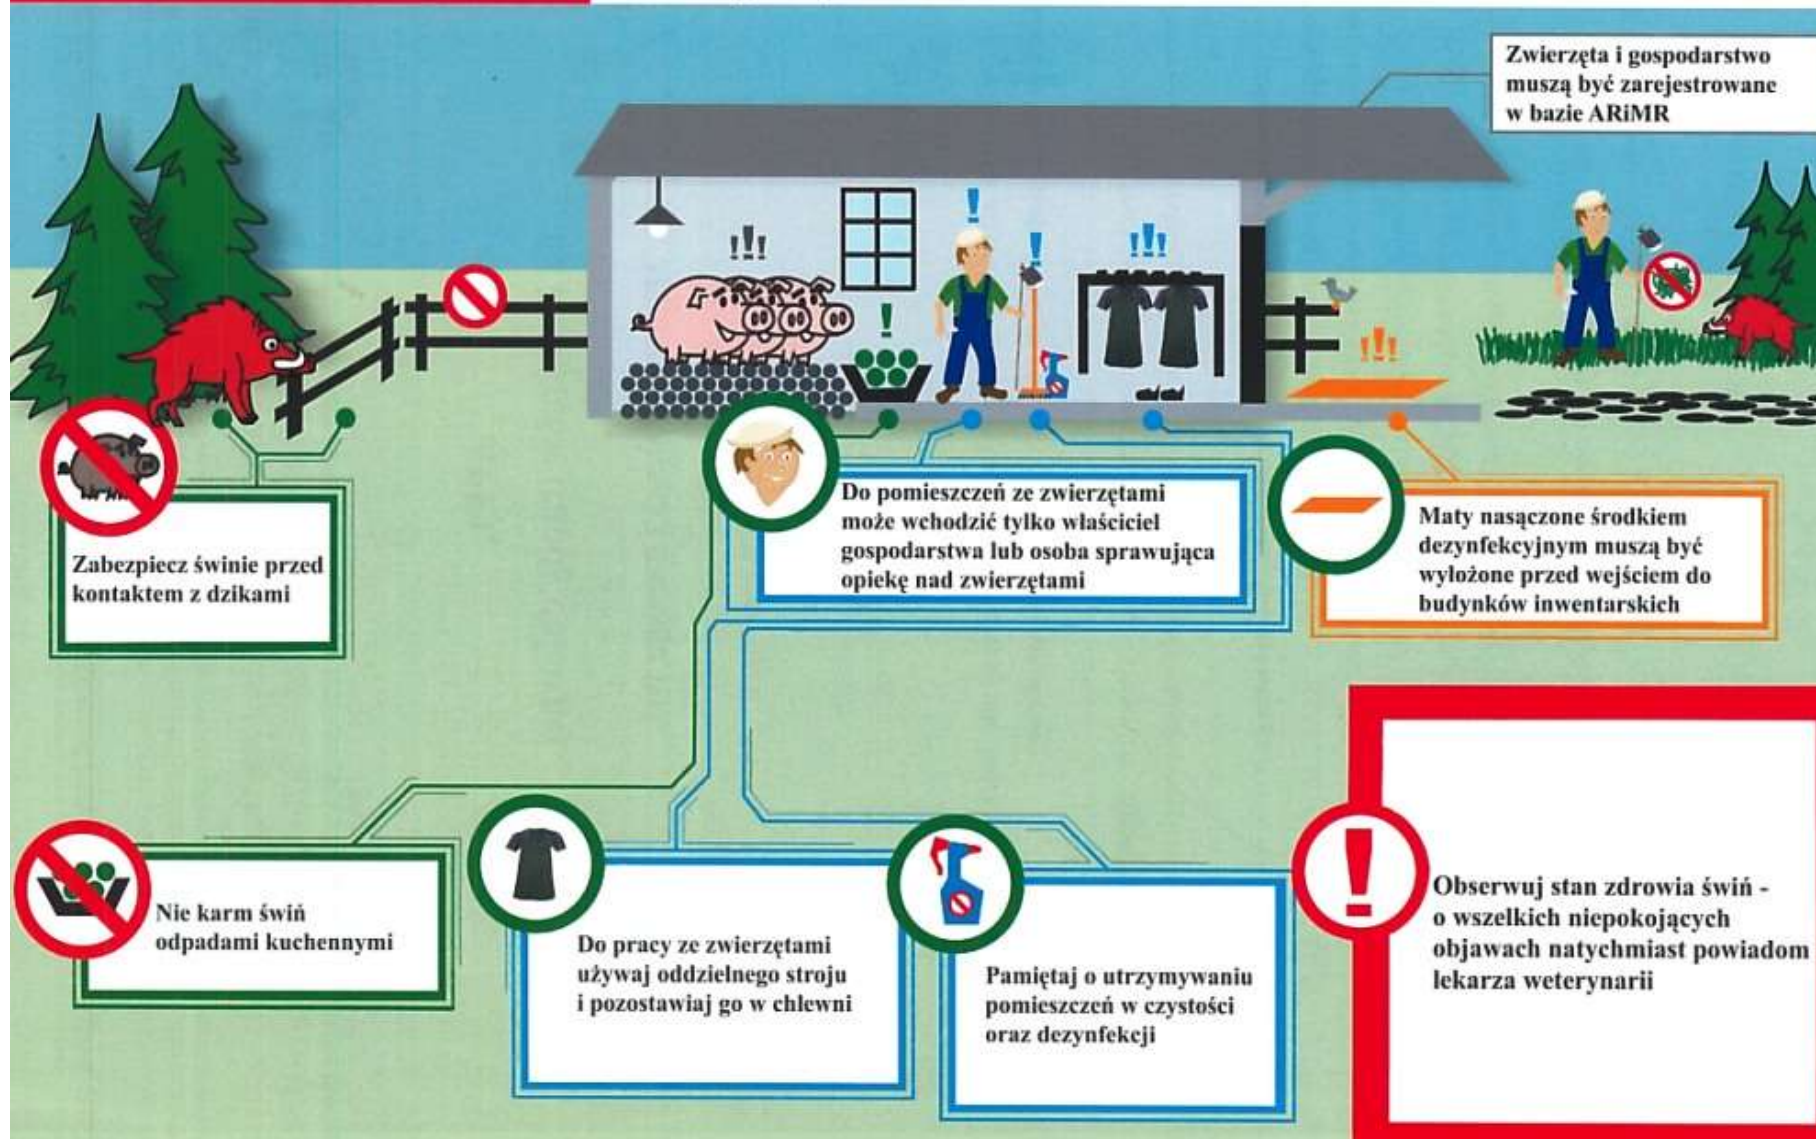 Zwierzęta i gospodarstwo
muszą być zarejestrowane
w bazie ARiMR
Zabezpiecz świnie przed
kontaktem z dzikami
Do pomieszczeń ze zwierzętami
może wchodzić tylko właściciel
gospodarstwa lub osoba sprawująca
opiekę nad zwierzętami
Maty nasączone środkiem
dezynfekcyjnym muszą być
wyłożone przed wejściem do
budynków inwentarskich
Nie karm świń
odpadami kuchennymi
Do pracy ze zwierzętami
używaj oddzielnego stroju
i pozostawiaj go w chlewni
Pamiętaj o utrzymywaniu
pomieszczeń w czystości
oraz dezynfekcji
Obserwuj stan zdrowia świń -
o wszelkich niepokojących
objawach natychmiast powiadom
lekarza weterynarii